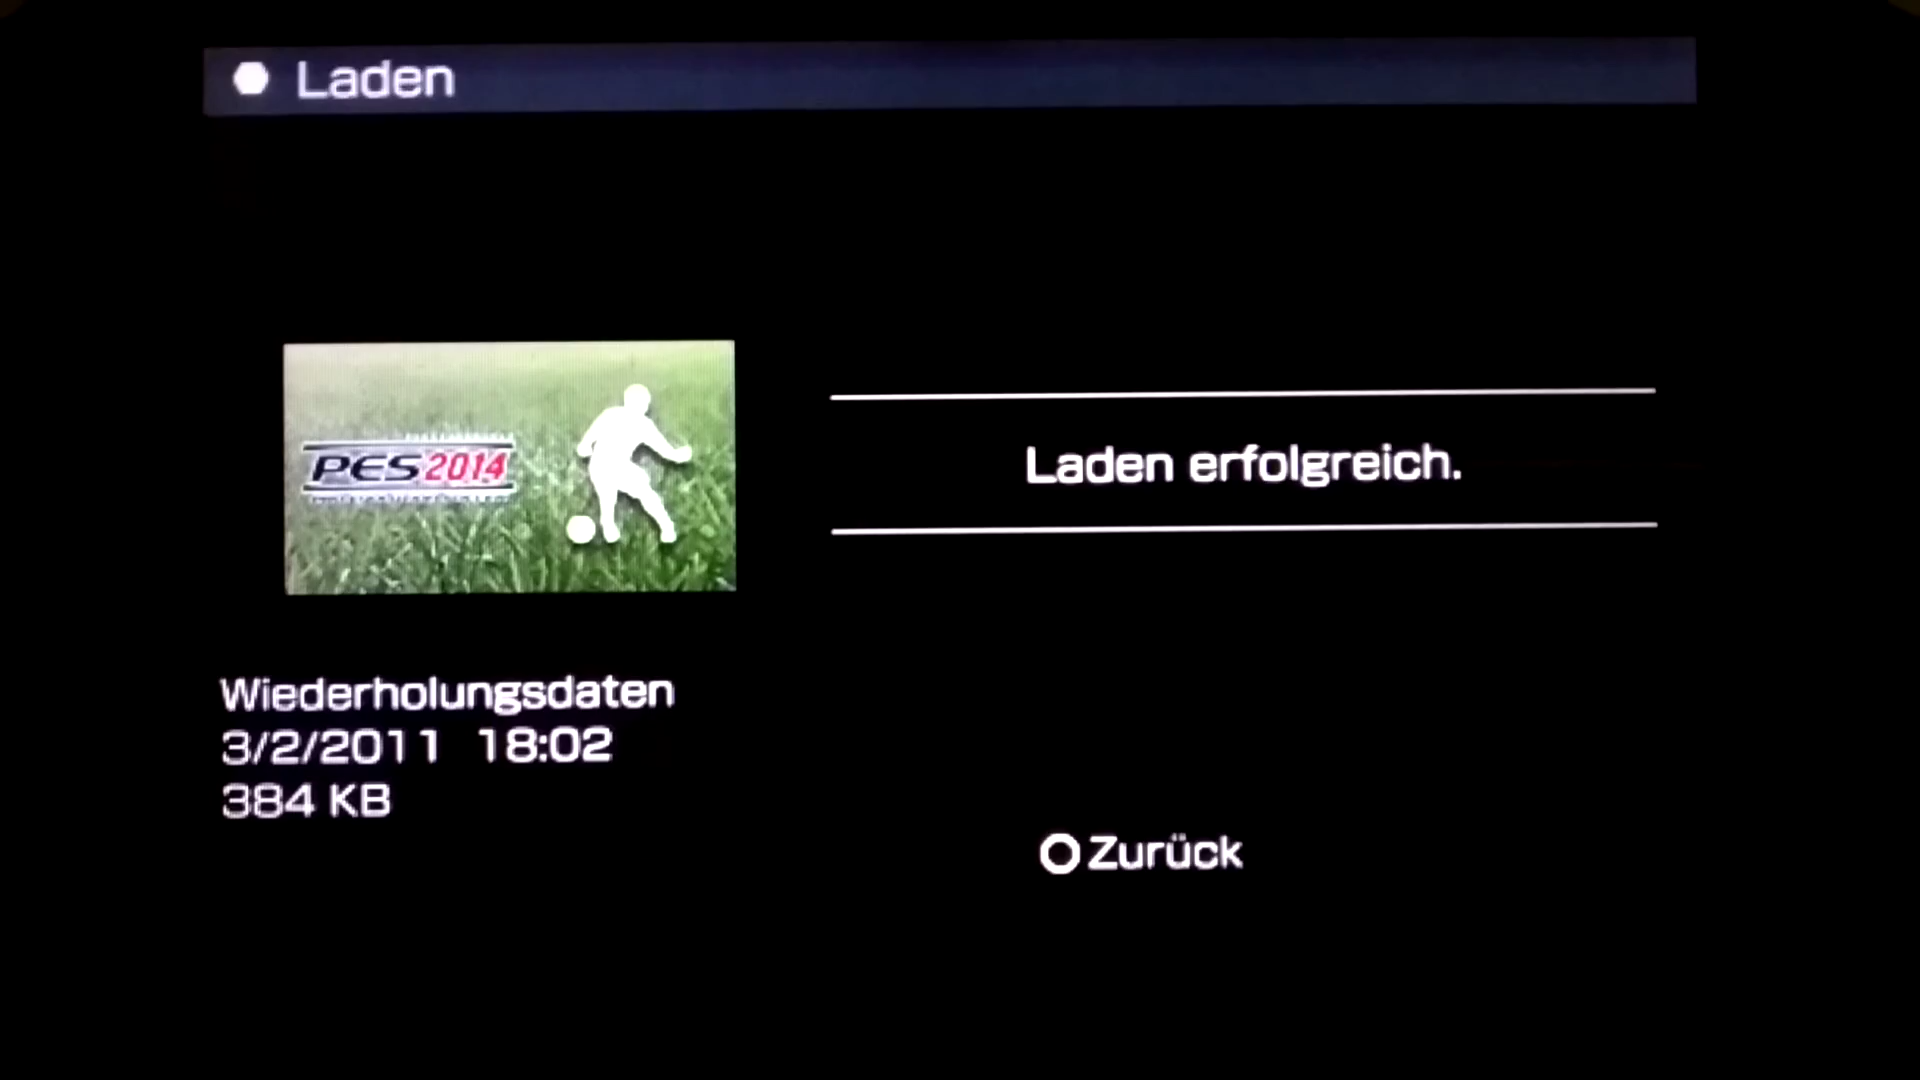 Laden
PES2014
Laden erfolgreich.
Wiederholungsdaten
3/2/2011 18:02
384 KB
Zurück